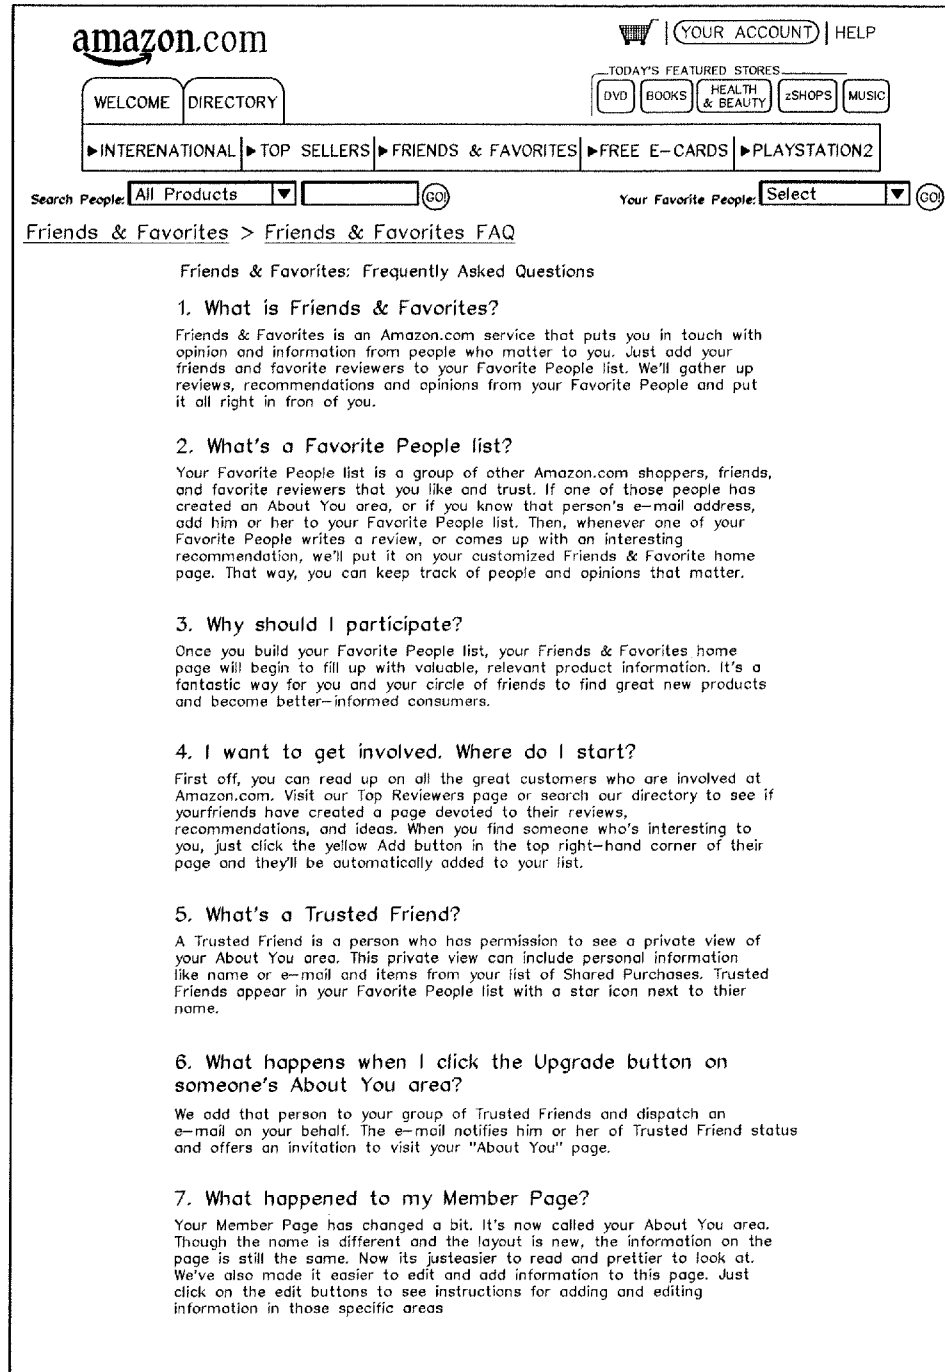 amazon.com
YOUR ACCOUNT | HELP
TODAY'S FEATURED STORES
WELCOME DIRECTORY
DVD BOOKS HEALTH & BEAUTY zSHOPS MUSIC
▶INTERENATIONAL ▶TOP SELLERS ▶FRIENDS & FAVORITES ▶FREE E-CARDS ▶PLAYSTATION2
Search People: All Products ▼ GO! Your Favorite People: Select ▼ GO!
Friends & Favorites > Friends & Favorites FAQ
Friends & Favorites: Frequently Asked Questions
1. What is Friends & Favorites?
Friends & Favorites is an Amazon.com service that puts you in touch with
opinion and information from people who matter to you. Just add your
friends and favorite reviewers to your Favorite People list. We'll gather up
reviews, recommendations and opinions from your Favorite People and put
it all right in fron of you.
2. What's a Favorite People list?
Your Favorite People list is a group of other Amazon.com shoppers, friends,
and favorite reviewers that you like and trust. If one of those people has
created an About You area, or if you know that person's e-mail address,
add him or her to your Favorite People list. Then, whenever one of your
Favorite People writes a review, or comes up with an interesting
recommendation, we'll put it on your customized Friends & Favorite home
page. That way, you can keep track of people and opinions that matter.
3. Why should I participate?
Once you build your Favorite People list, your Friends & Favorites home
page will begin to fill up with valuable, relevant product information. It's a
fantastic way for you and your circle of friends to find great new products
and become better-informed consumers.
4. I want to get involved. Where do I start?
First off, you can read up on all the great customers who are involved at
Amazon.com. Visit our Top Reviewers page or search our directory to see if
yourfriends have created a page devoted to their reviews,
recommendations, and ideas. When you find someone who's interesting to
you, just click the yellow Add button in the top right-hand corner of their
page and they'll be automatically added to your list.
5. What's a Trusted Friend?
A Trusted Friend is a person who has permission to see a private view of
your About You area. This private view can include personal information
like name or e-mail and items from your list of Shared Purchases. Trusted
Friends appear in your Favorite People list with a star icon next to thier
name.
6. What happens when I click the Upgrade button on
someone's About You area?
We add that person to your group of Trusted Friends and dispatch an
e-mail on your behalf. The e-mail notifies him or her of Trusted Friend status
and offers an invitation to visit your "About You" page.
7. What happened to my Member Page?
Your Member Page has changed a bit. It's now called your About You area.
Though the name is different and the layout is new, the information on the
page is still the same. Now its justeasier to read and prettier to look at.
We've also made it easier to edit and add information to this page. Just
click on the edit buttons to see instructions for adding and editing
information in those specific areas